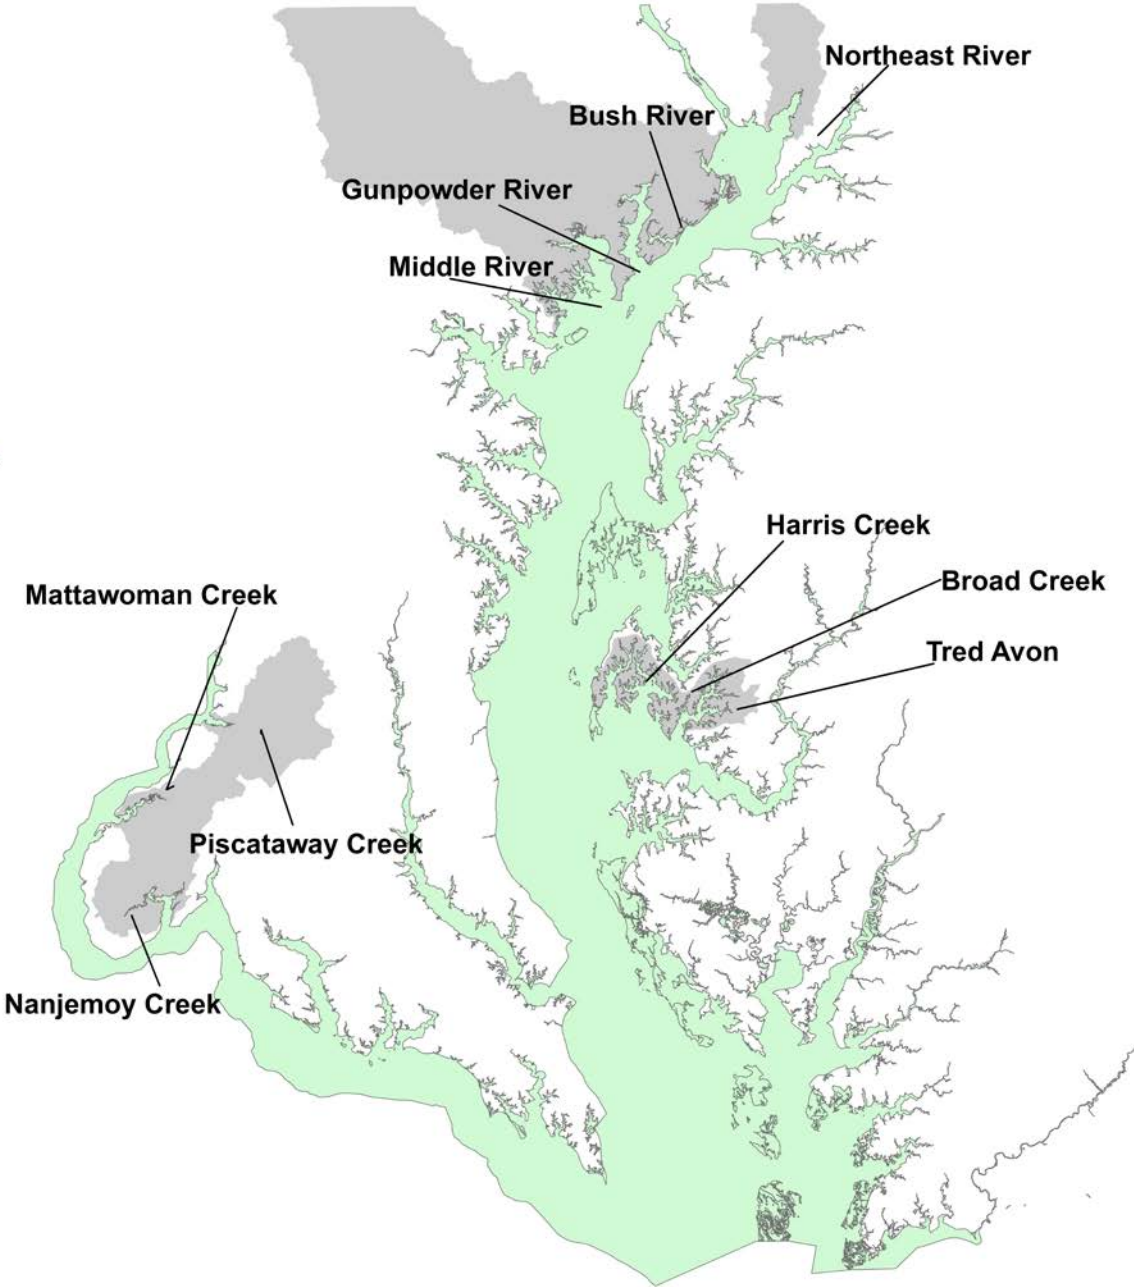 Northeast River
Bush River
Gunpowder River
Middle River
Harris Creek
Broad Creek
Mattawoman Creek
Tred Avon
Piscataway Creek
Nanjemoy Creek